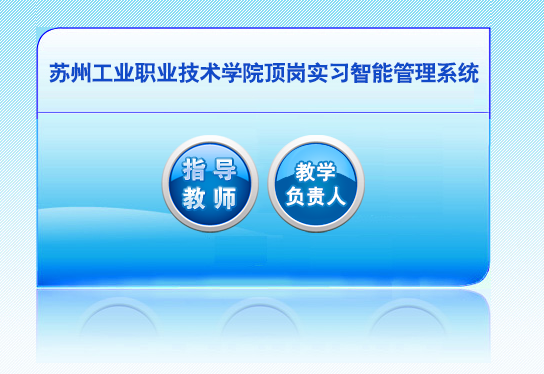 苏州工业职业技术学院顶岗实习智能管理系统
指导
教师
教学
负责人